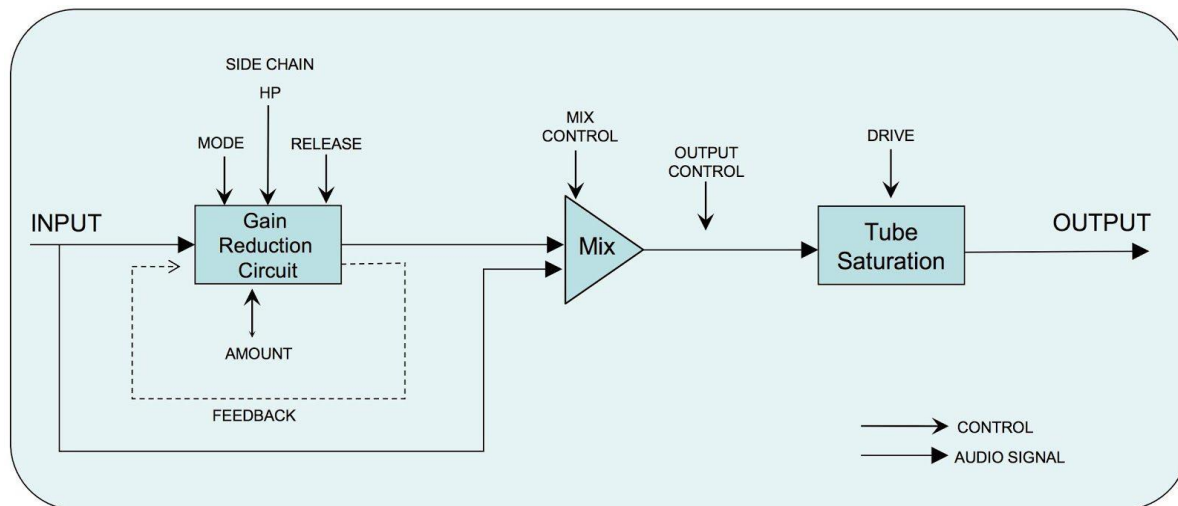 SIDE CHAIN
HP
MODE
RELEASE
MIX
CONTROL
OUTPUT
CONTROL
DRIVE
INPUT
Gain
Reduction
Circuit
Mix
Tube
Saturation
OUTPUT
AMOUNT
FEEDBACK
CONTROL
AUDIO SIGNAL